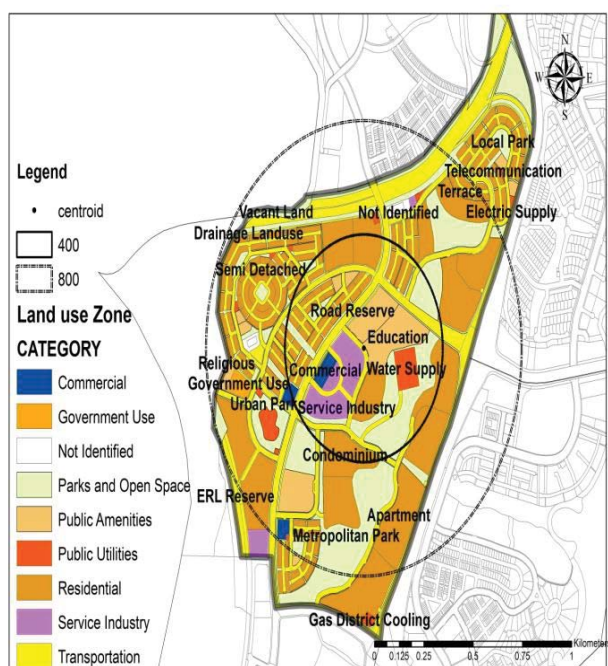 N
W E
S
Local Park
Telecommunication
Terrace
Vacant Land
Not Identified
Electric Supply
Drainage Landuse
Semi Detached
Road Reserve
Education
Religious
Commercial
Water Supply
Government Use
Urban Park
Service Industry
Condominium
ERL Reserve
Apartment
Metropolitan Park
Gas District Cooling
Legend
centroid
400
800
Land use Zone
CATEGORY
Commercial
Government Use
Not Identified
Parks and Open Space
Public Amenities
Public Utilities
Residential
Service Industry
Transportation
0 0.125 0.25 0.5 0.75 1